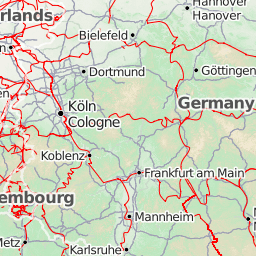 Hannover
Hanover
rlands
Bielefeld
Dortmund
Göttingen
Köln
Cologne
Germany
Koblenz
Frankfurt am Main
embourg
Mannheim
Metz
Karlsruhe